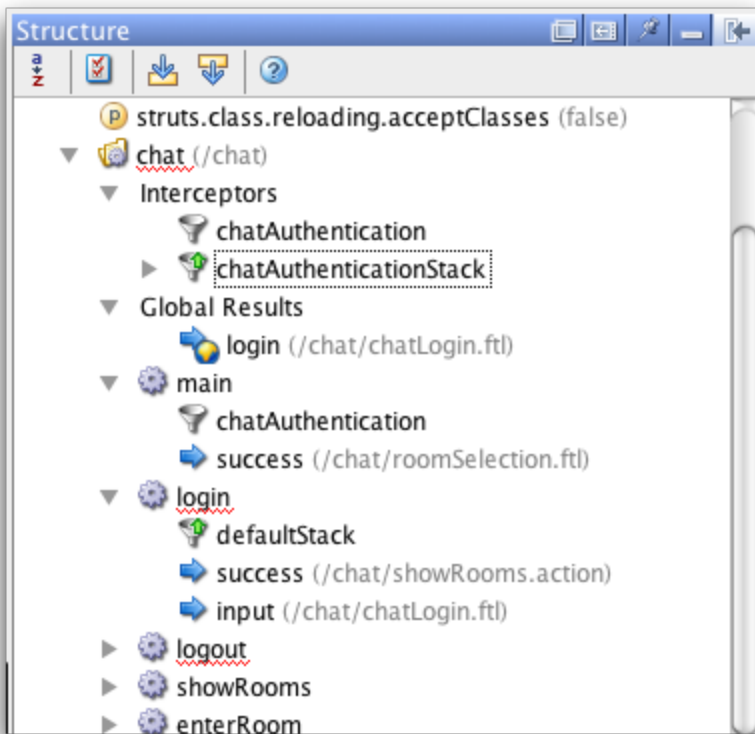 Structure
a
z
?
P struts.class.reloading.acceptClasses (false)
chat (/chat)
Interceptors
chatAuthentication
chatAuthenticationStack
Global Results
login (/chat/chatLogin.ftl)
main
chatAuthentication
success (/chat/roomSelection.ftl)
login
defaultStack
success (/chat/showRooms.action)
input (/chat/chatLogin.ftl)
logout
showRooms
enterRoom